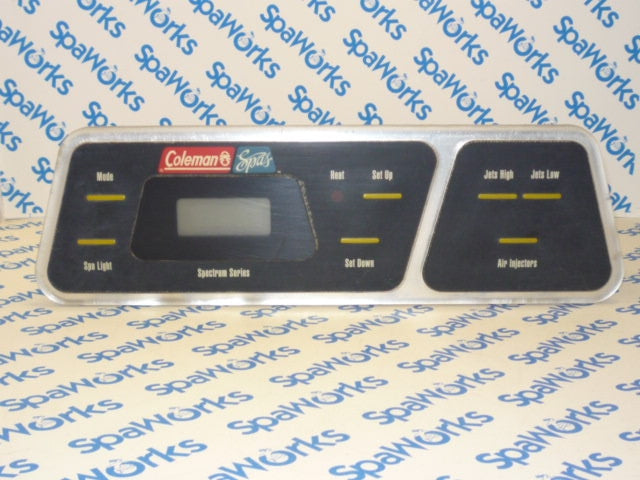 Coleman Spas
Mode
Heat
Set Up
Jets High
Jets Low
Spa Light
Spectrum Series
Set Down
Air Injectors
SpaWorks